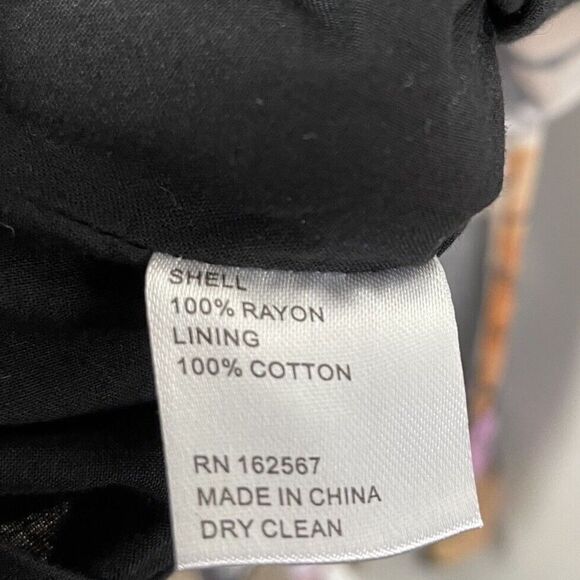 SHELL
100% RAYON
LINING
100% COTTON
RN 162567
MADE IN CHINA
DRY CLEAN